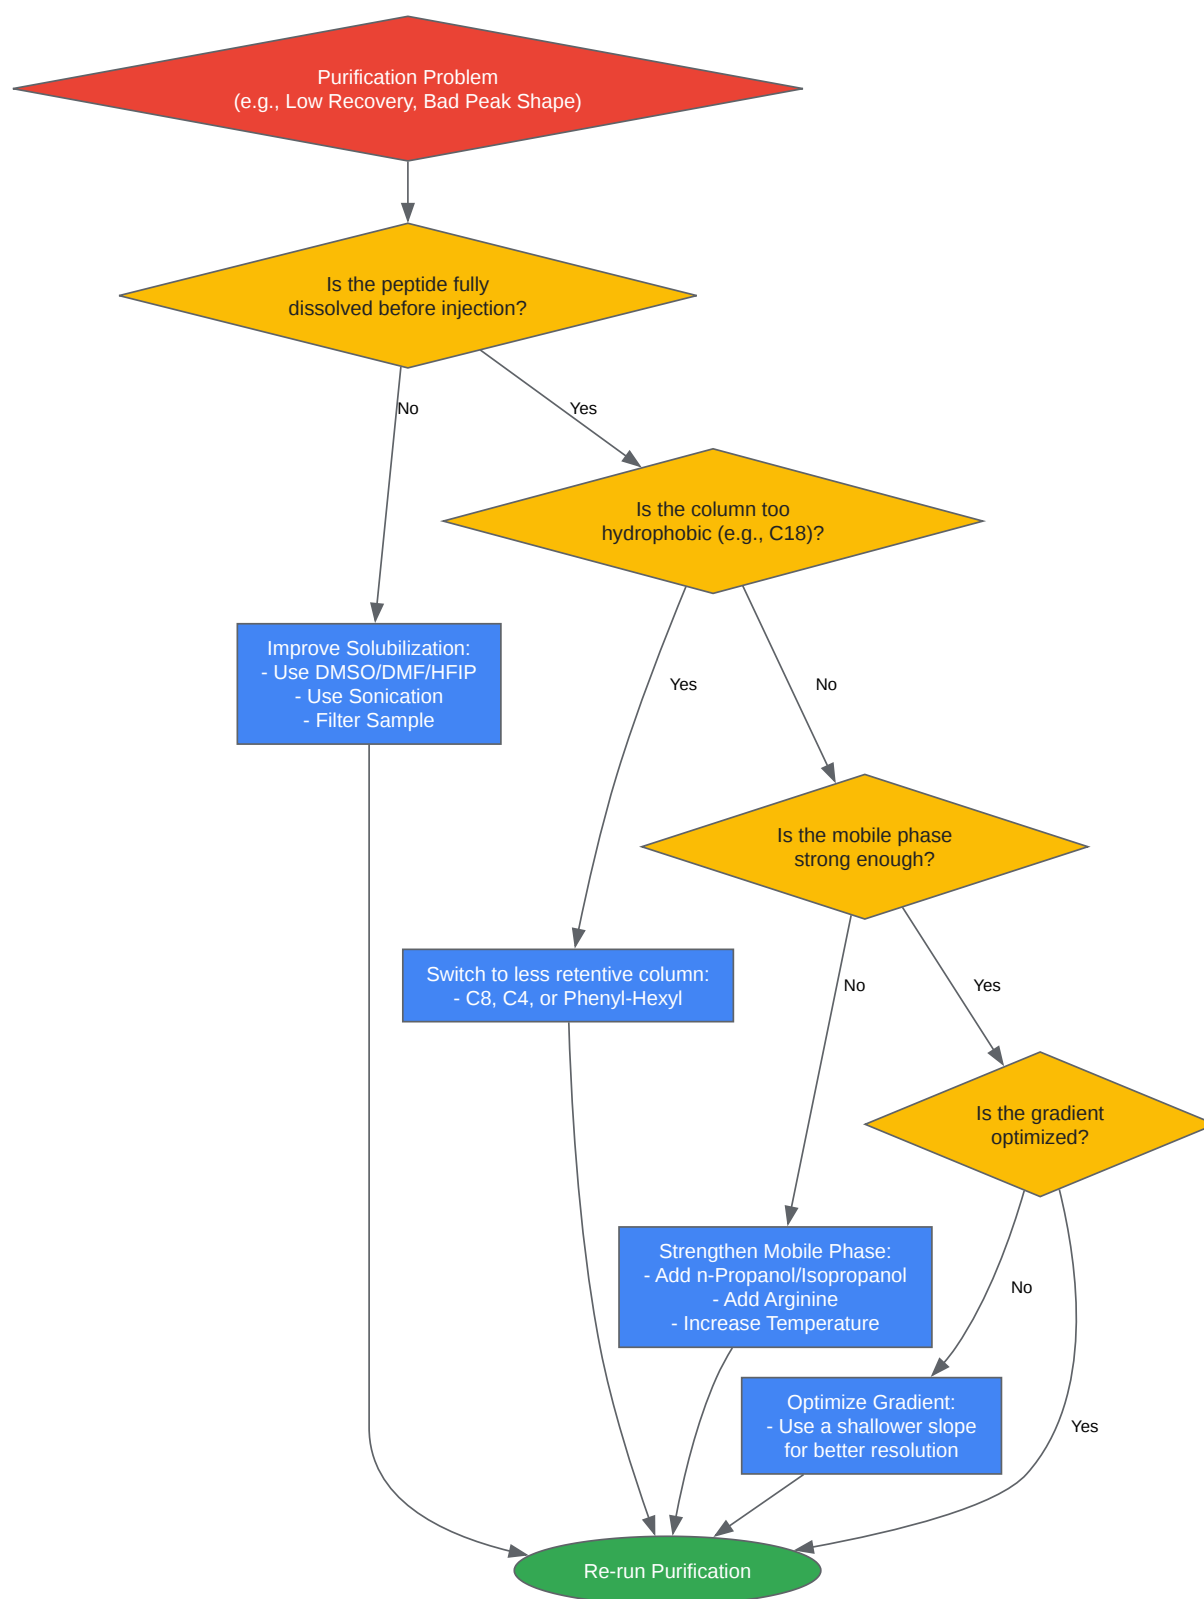 Purification Problem
(e.g., Low Recovery, Bad Peak Shape)
Is the peptide fully
dissolved before injection?
No
Yes
Is the column too
hydrophobic (e.g., C18)?
Improve Solubilization:
- Use DMSO/DMF/HFIP
- Use Sonication
- Filter Sample
Yes
No
Is the mobile phase
strong enough?
Switch to less retentive column:
- C8, C4, or Phenyl-Hexyl
No
Yes
Is the gradient
optimized?
Strengthen Mobile Phase:
- Add n-Propanol/Isopropanol
- Add Arginine
- Increase Temperature
No
Optimize Gradient:
- Use a shallower slope
for better resolution
Yes
Re-run Purification